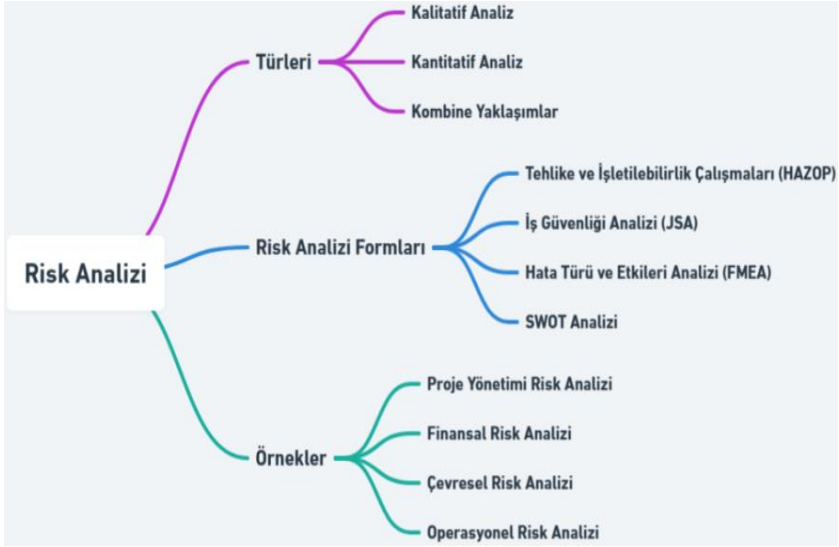 Risk Analizi
Türleri
Kalitatif Analiz
Kantitatif Analiz
Kombine Yaklaşımlar
Risk Analizi Formları
Tehlike ve İşletilebilirlik Çalışmaları (HAZOP)
İş Güvenliği Analizi (JSA)
Hata Türü ve Etkileri Analizi (FMEA)
SWOT Analizi
Örnekler
Proje Yönetimi Risk Analizi
Finansal Risk Analizi
Çevresel Risk Analizi
Operasyonel Risk Analizi